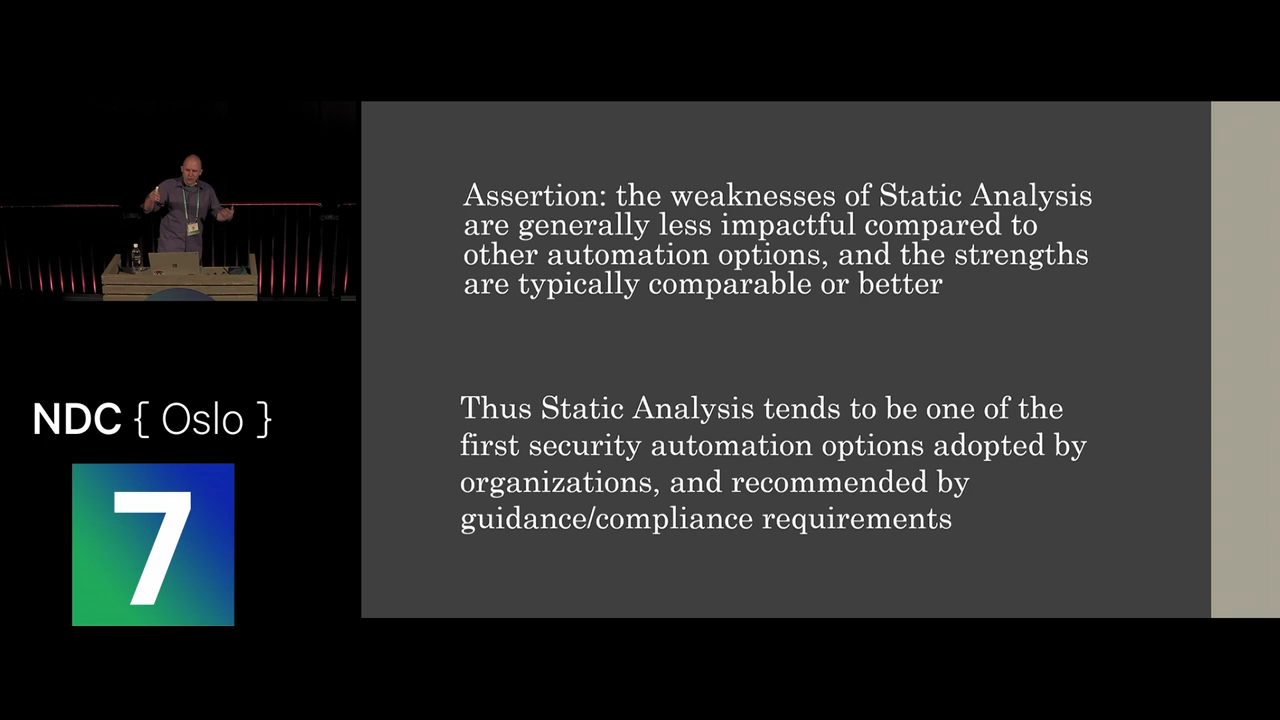 Assertion: the weaknesses of Static Analysis
are generally less impactful compared to
other automation options, and the strengths
are typically comparable or better
Thus Static Analysis tends to be one of the
first security automation options adopted by
organizations, and recommended by
guidance/compliance requirements
NDC { Oslo }
7